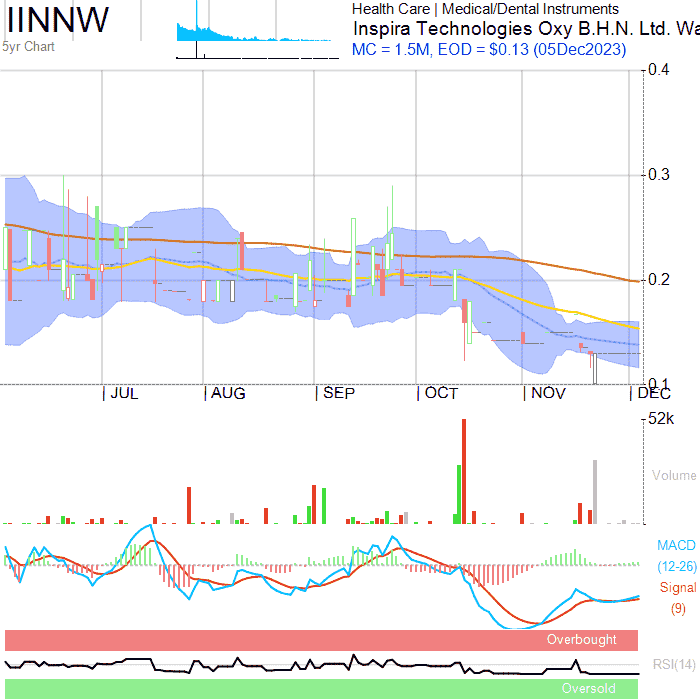 IINNW
5yr Chart
Health Care | Medical/Dental Instruments
Inspira Technologies Oxy B.H.N. Ltd. Wa
MC = 1.5M, EOD = $0.13 (05Dec2023)
0.4
0.3
0.2
0.1
JUL AUG SEP OCT NOV DEC
52k
Volume
MACD
(12-26)
Signal
(9)
Overbought
RSI(14)
Oversold